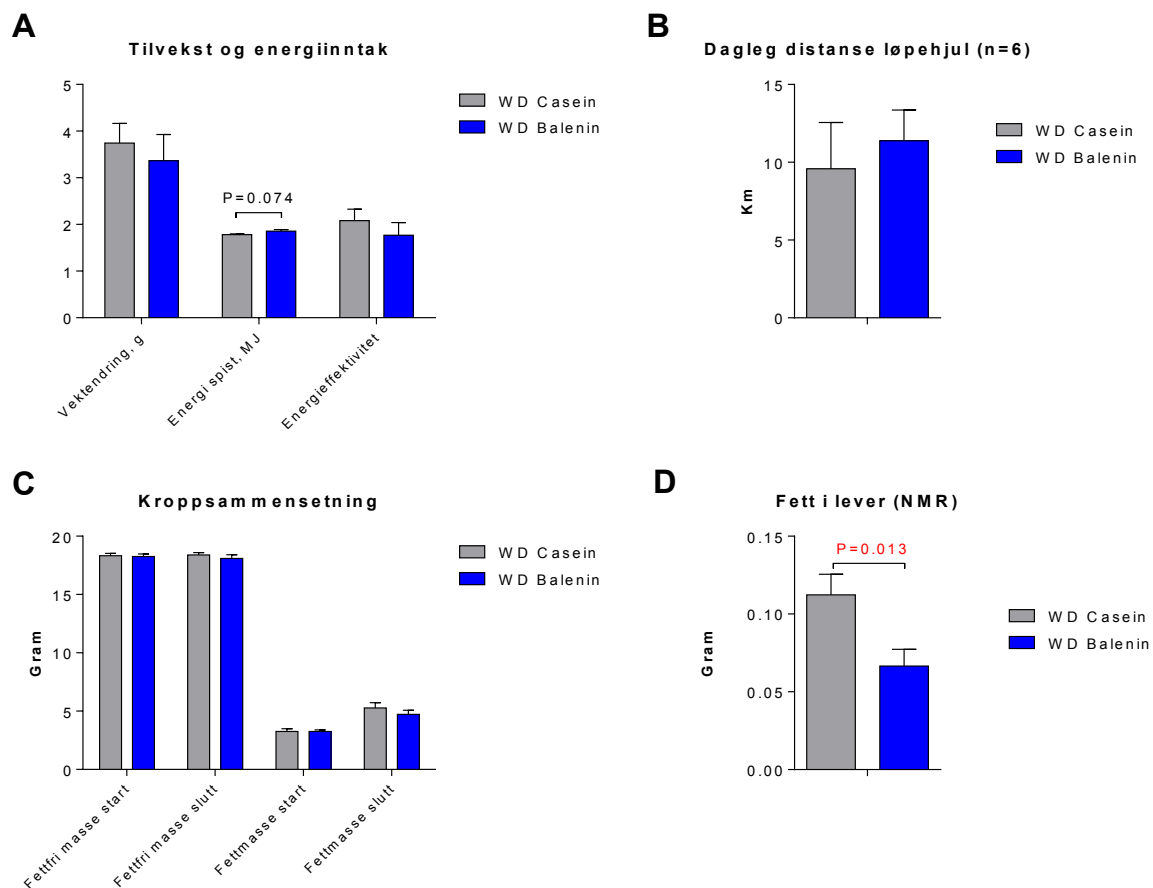 A
Tilvekst og energiinntak
5
4
3
2
1
0
P=0.074
Vektendring, g
Energi spist, MJ
Energieffektivitet
WD Casein
WD Balenin
B
Dagleg distanse løpehjul (n=6)
Km
15
10
5
0
WD Casein
WD Balenin
C
Kroppsammensetning
Gram
20
15
10
5
0
Fettfri masse start
Fettfri masse slutt
Fettmasse start
Fettmasse slutt
WD Casein
WD Balenin
D
Fett i lever (NMR)
Gram
0.15
0.10
0.05
0.00
P=0.013
WD Casein
WD Balenin